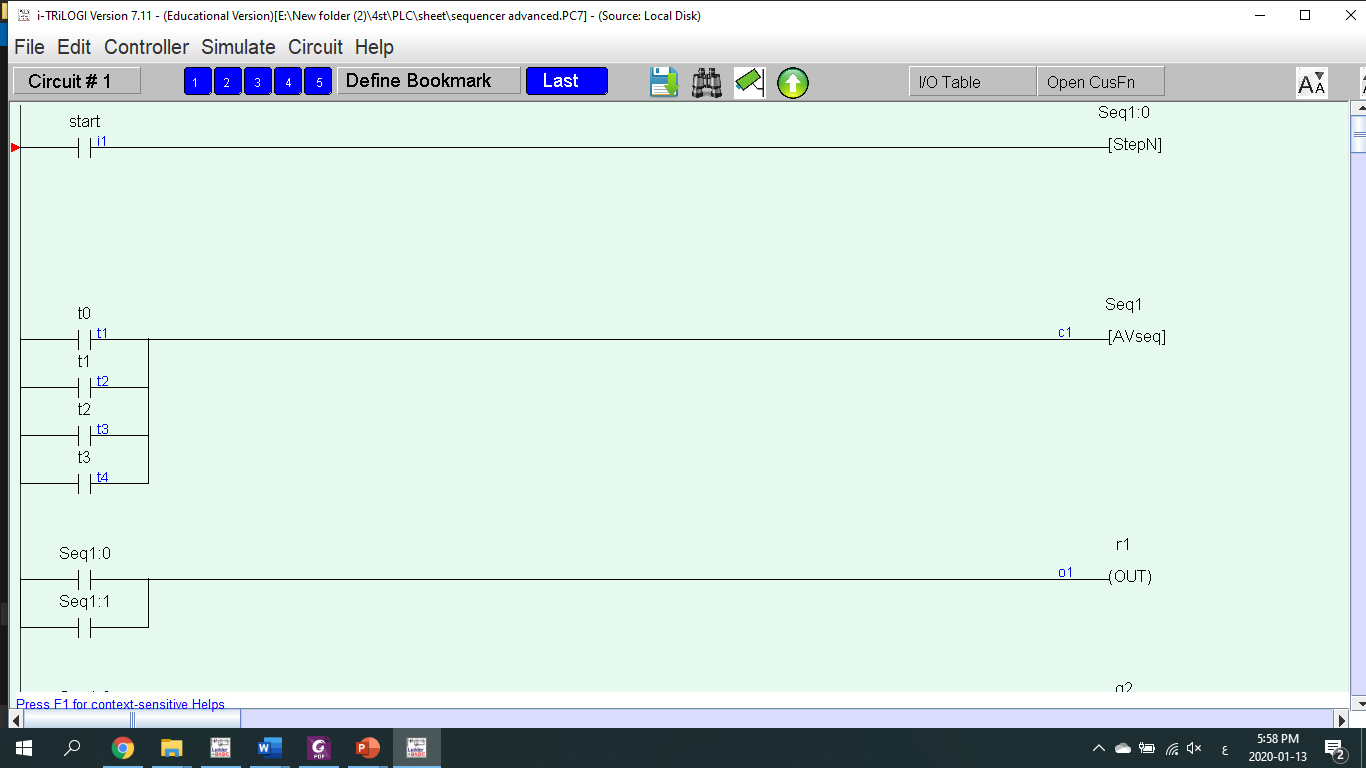 i-TRiLOGI Version 7.11 - (Educational Version)[E:\New folder (2)\4st\PLC\sheet\sequencer advanced.PC7] - (Source: Local Disk)
File Edit Controller Simulate Circuit Help
Circuit # 1 1 2 3 4 5 Define Bookmark Last I/O Table Open CusFn
start Seq1:0
i1 [StepN]
t0 Seq1
t1 c1 [AVseq]
t1
t2
t2
t3
t3
t4
Seq1:0 r1
o1 (OUT)
Seq1:1
Press F1 for context-sensitive Helps
ع 5:58 PM
2020-01-13
2